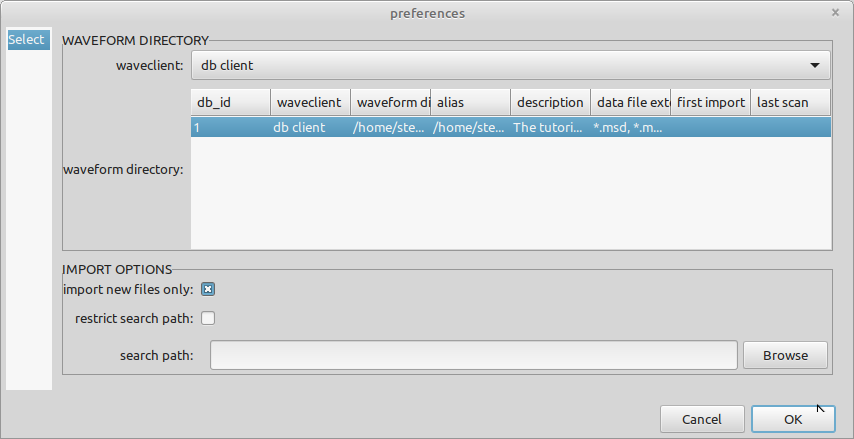 preferences
Select
WAVEFORM DIRECTORY
waveclient: db client
db_id waveclient waveform di alias description data file exte first import last scan
1 db client /home/ste... /home/ste... The tutori... *.msd, *.m...
waveform directory:
IMPORT OPTIONS
import new files only:
restrict search path:
search path: Browse
Cancel OK